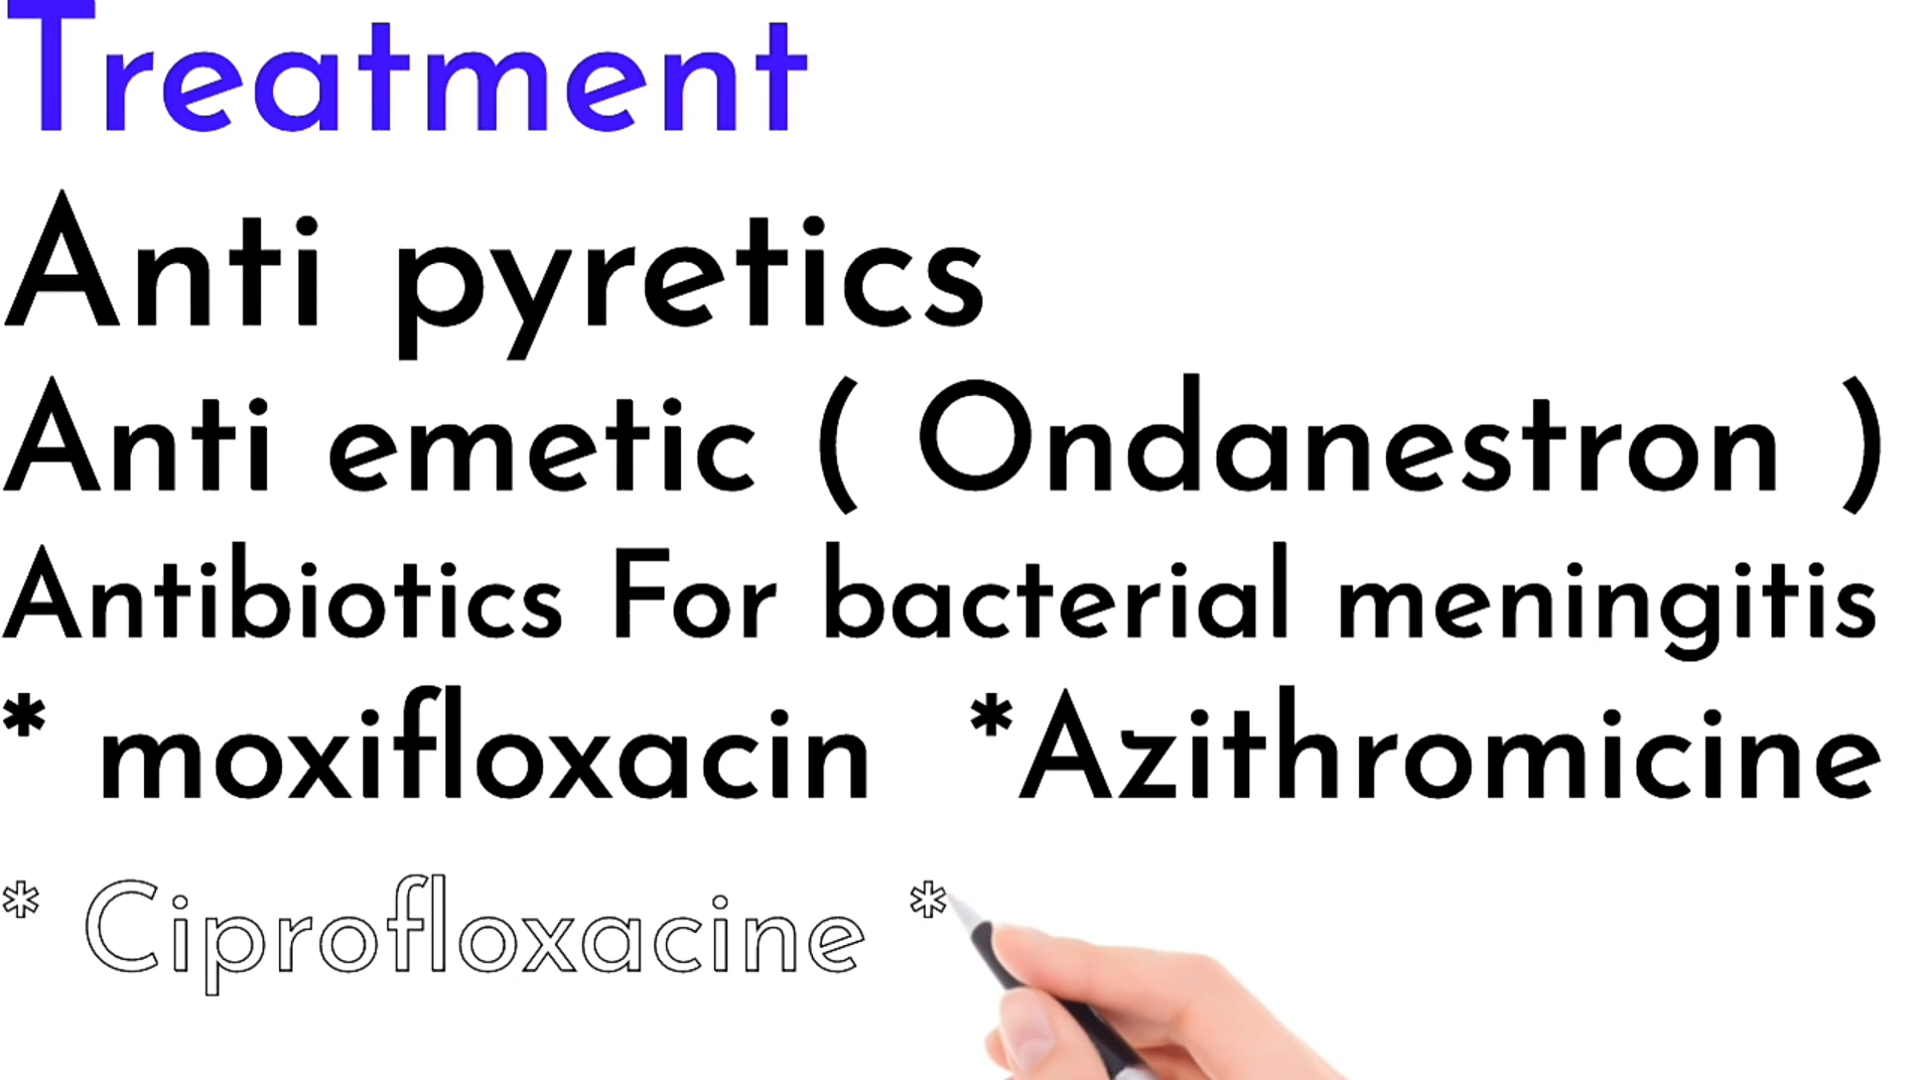 Treatment
Anti pyretics
Anti emetic ( Ondanestron )
Antibiotics For bacterial meningitis
* moxifloxacin *Azithromicine
* Ciprofloxacine *